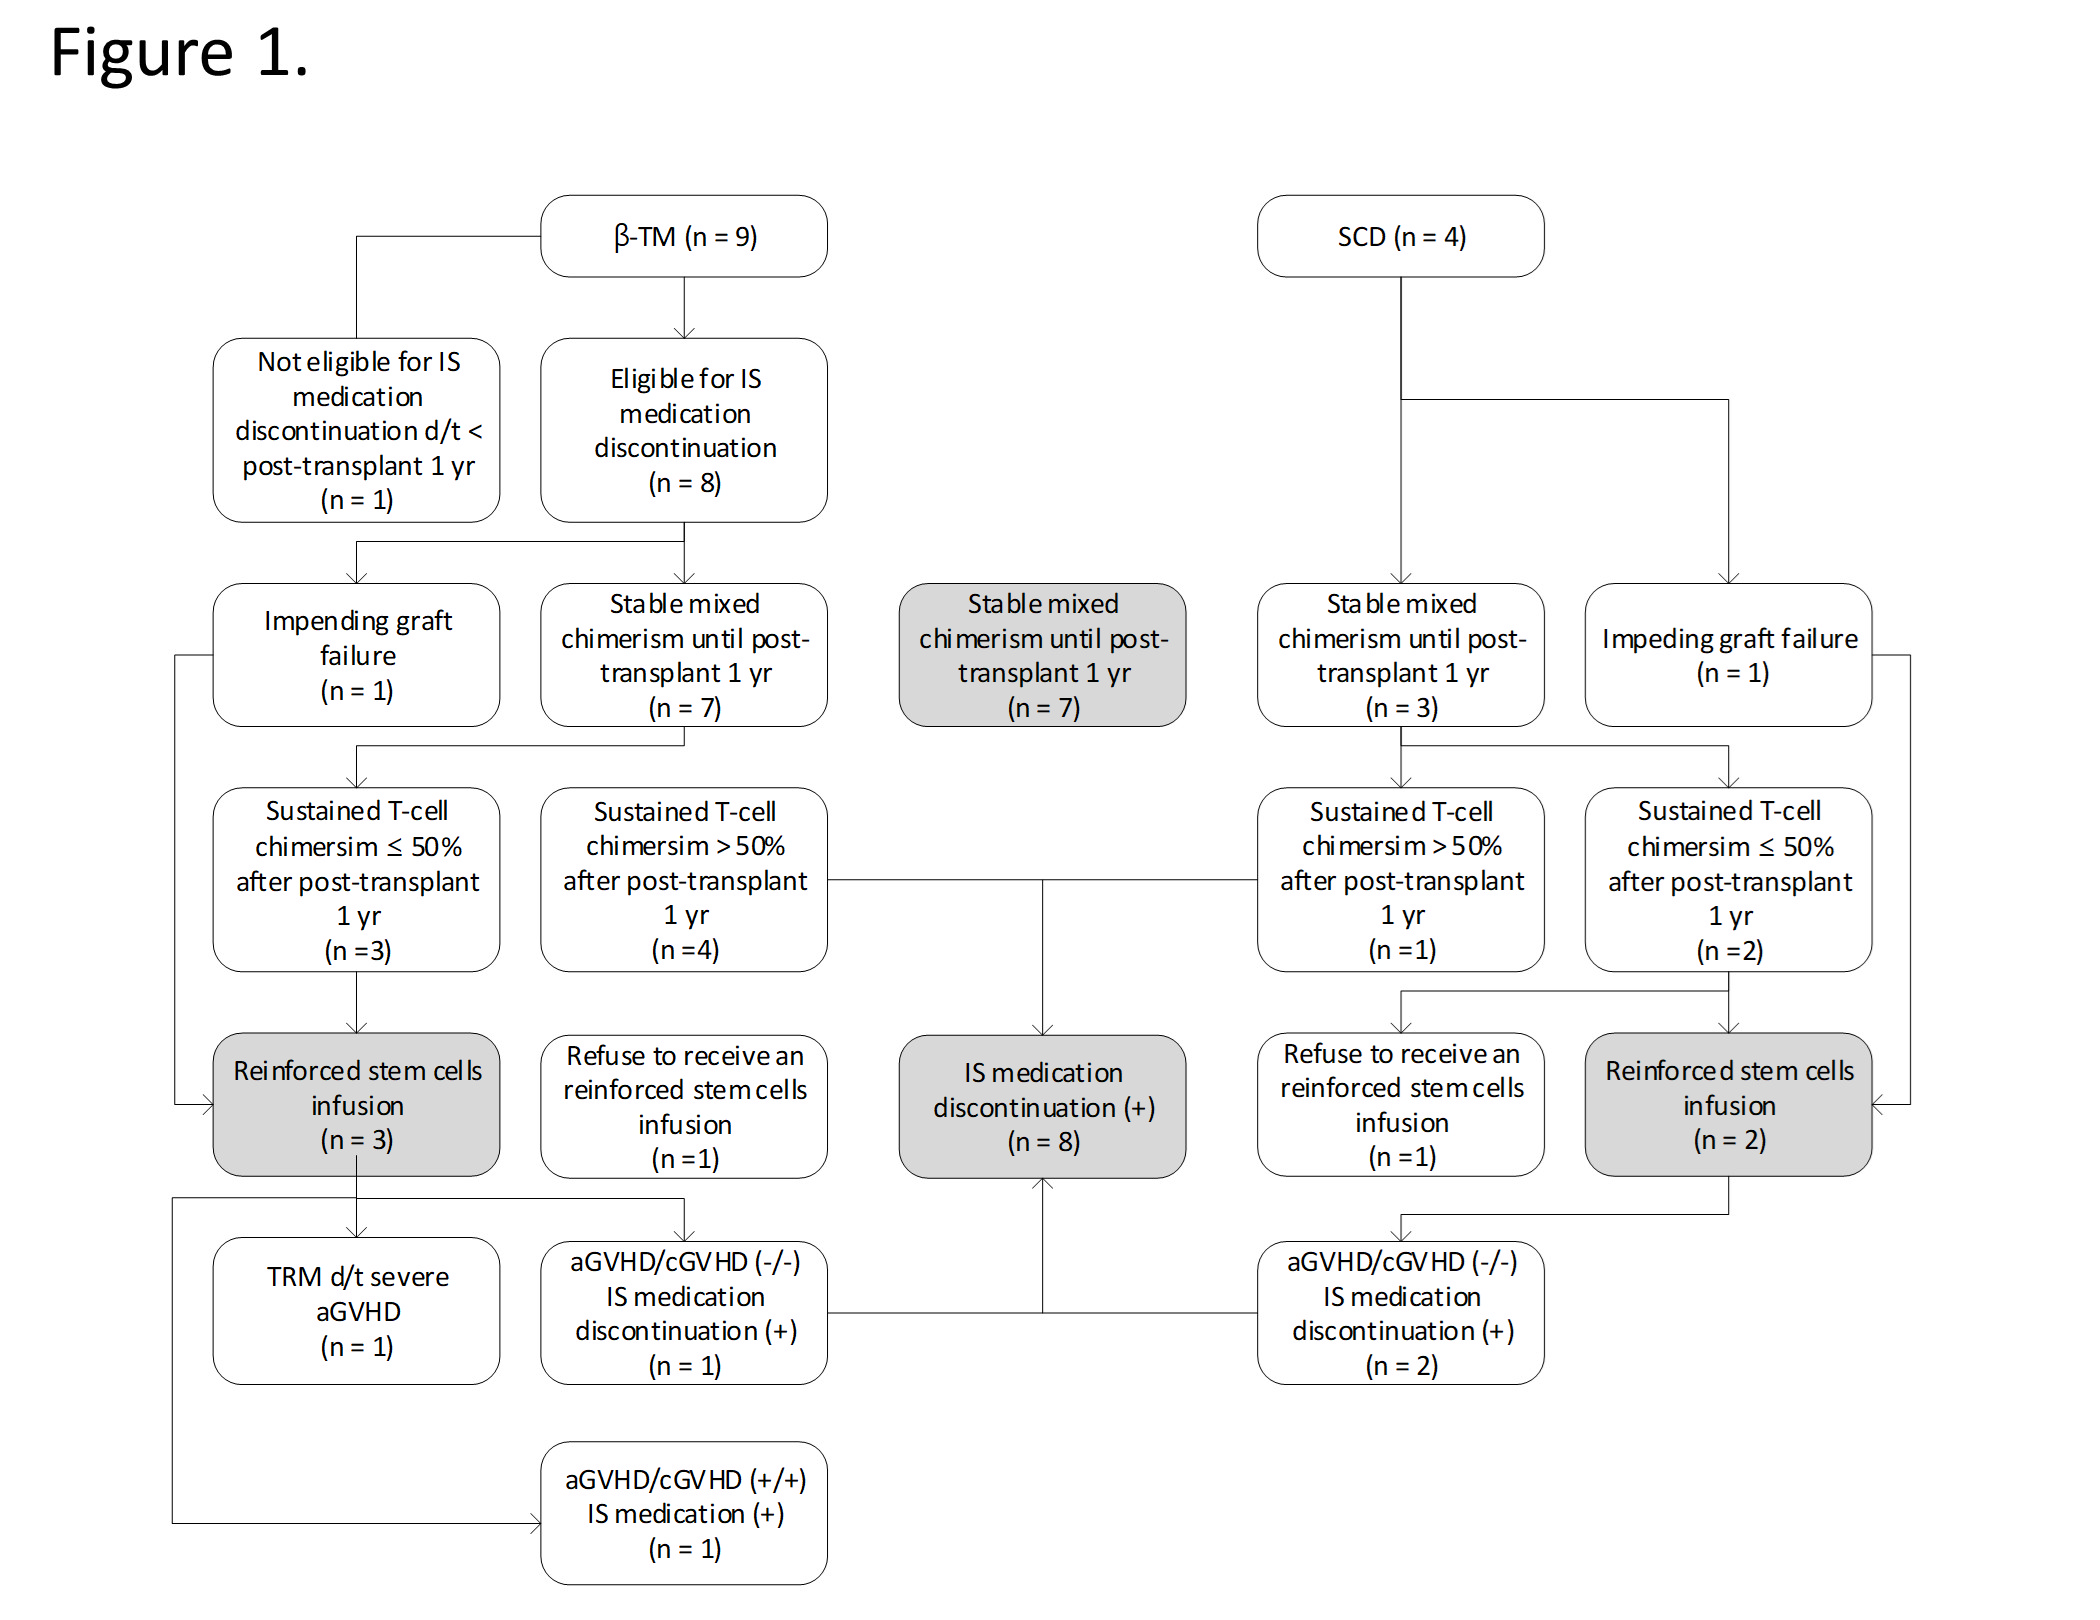 Figure 1.
β-TM (n = 9)
SCD (n = 4)
Not eligible for IS
medication
discontinuation d/t <
post-transplant 1 yr
(n = 1)
Eligible for IS
medication
discontinuation
(n = 8)
Impending graft
failure
(n = 1)
Stable mixed
chimerism until post-
transplant 1 yr
(n = 7)
Stable mixed
chimerism until post-
transplant 1 yr
(n = 7)
Stable mixed
chimerism until post-
transplant 1 yr
(n = 3)
Impeding graft failure
(n = 1)
Sustained T-cell
chimersim ≤ 50%
after post-transplant
1 yr
(n =3)
Sustained T-cell
chimersim > 50%
after post-transplant
1 yr
(n =4)
Sustained T-cell
chimersim > 50%
after post-transplant
1 yr
(n =1)
Sustained T-cell
chimersim ≤ 50%
after post-transplant
1 yr
(n =2)
Reinforced stem cells
infusion
(n = 3)
Refuse to receive an
reinforced stem cells
infusion
(n =1)
IS medication
discontinuation (+)
(n = 8)
Refuse to receive an
reinforced stem cells
infusion
(n =1)
Reinforced stem cells
infusion
(n = 2)
TRM d/t severe
aGVHD
(n = 1)
aGVHD/cGVHD (-/-)
IS medication
discontinuation (+)
(n = 1)
aGVHD/cGVHD (-/-)
IS medication
discontinuation (+)
(n = 2)
aGVHD/cGVHD (+/+)
IS medication (+)
(n = 1)